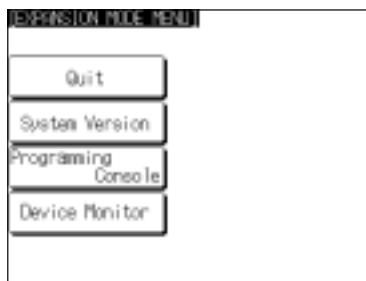 [EXPANSION MODE MENU]
Quit
System Version
Programming
Console
Device Monitor